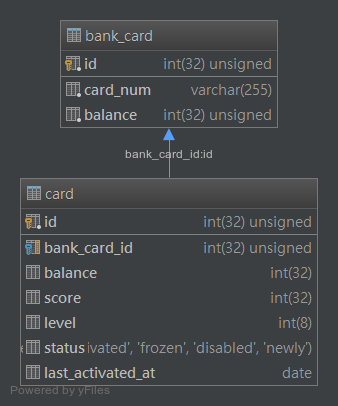 bank_card
id int(32) unsigned
card_num varchar(255)
balance int(32) unsigned
bank_card_id:id
card
id int(32) unsigned
bank_card_id int(32) unsigned
balance int(32)
score int(32)
level int(8)
status ivated', 'frozen', 'disabled', 'newly')
last_activated_at date
Powered by yFiles